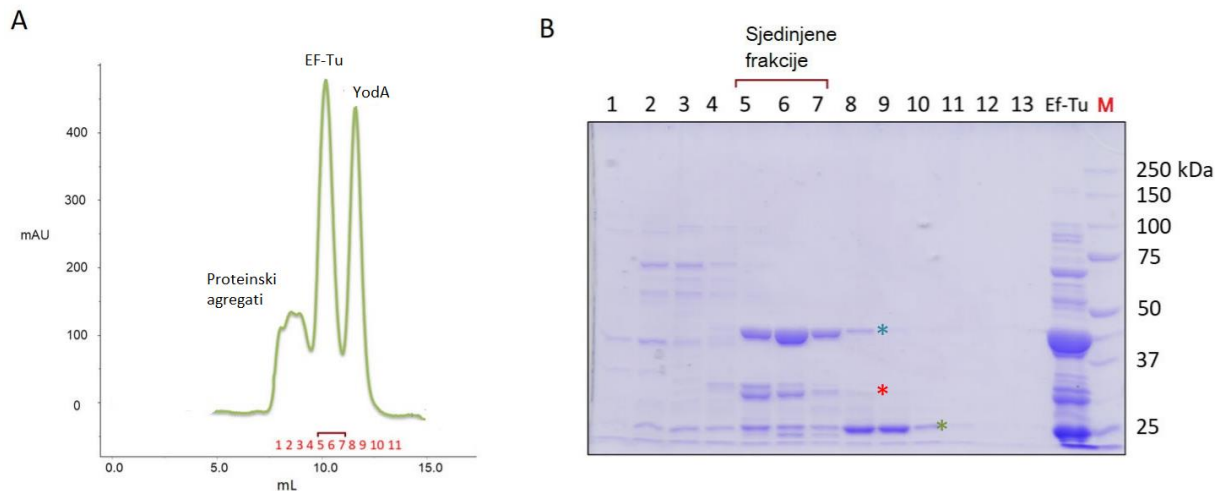 A
EF-Tu
YodA
400
300
mAU
200
Proteinski
agregati
100
0
1 2 3 4 5 6 7 8 9 10 11
0.0
5.0
10.0
15.0
mL
B
Sjedinjene
frakcije
1 2 3 4 5 6 7 8 9 10 11 12 13 Ef-Tu M
*
*
*
250 kDa
150
100
75
50
37
25